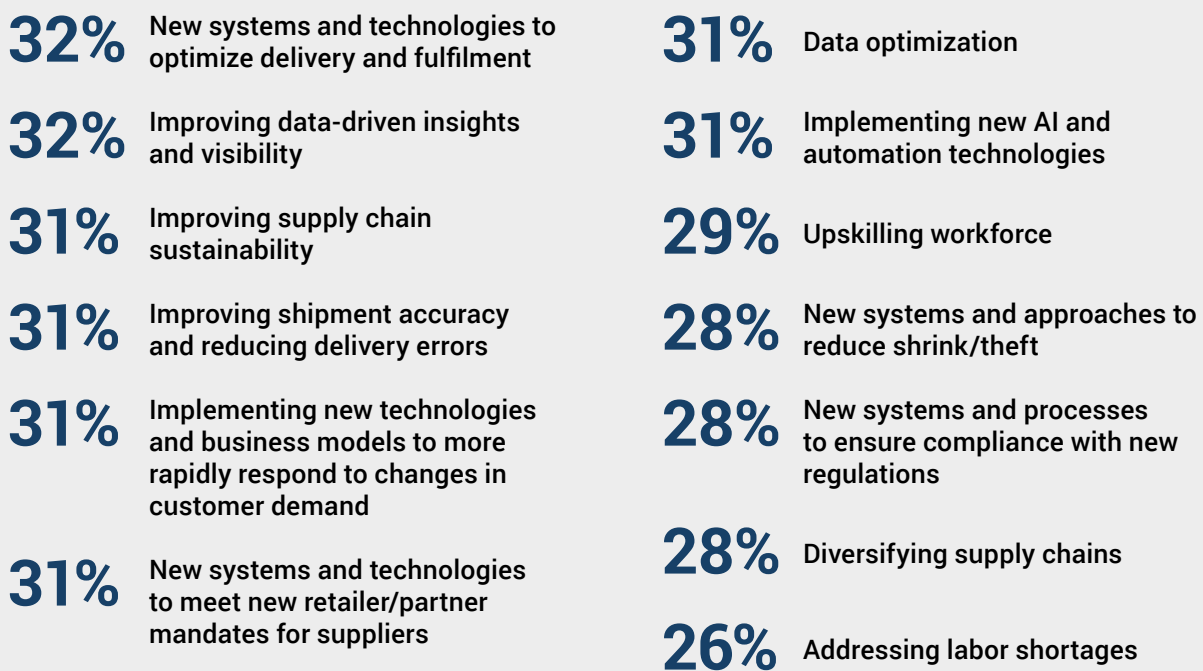 32%
New systems and technologies to
optimize delivery and fulfilment
32%
Improving data-driven insights
and visibility
31%
Improving supply chain
sustainability
31%
Improving shipment accuracy
and reducing delivery errors
31%
Implementing new technologies
and business models to more
rapidly respond to changes in
customer demand
31%
New systems and technologies
to meet new retailer/partner
mandates for suppliers
31%
Data optimization
31%
Implementing new AI and
automation technologies
29%
Upskilling workforce
28%
New systems and approaches to
reduce shrink/theft
28%
New systems and processes
to ensure compliance with new
regulations
28%
Diversifying supply chains
26%
Addressing labor shortages